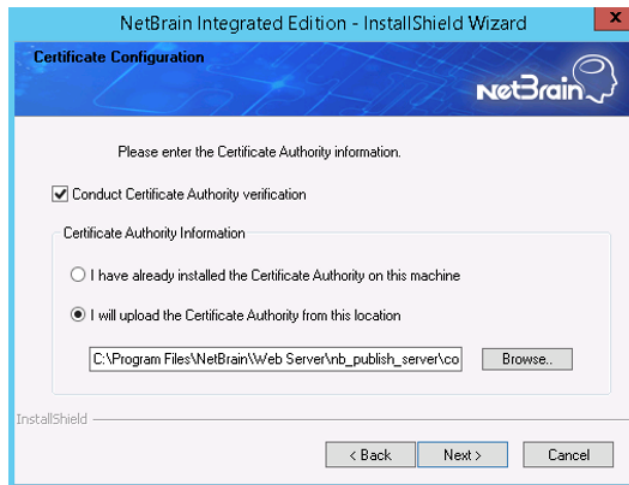 NetBrain Integrated Edition - InstallShield Wizard
x
Certificate Configuration
NetBrain
Please enter the Certificate Authority information.
Conduct Certificate Authority verification
Certificate Authority Information
I have already installed the Certificate Authority on this machine
I will upload the Certificate Authority from this location
C:\Program Files\NetBrain\Web Server\nb_publish_server\co
Browse..
InstallShield
< Back
Next >
Cancel